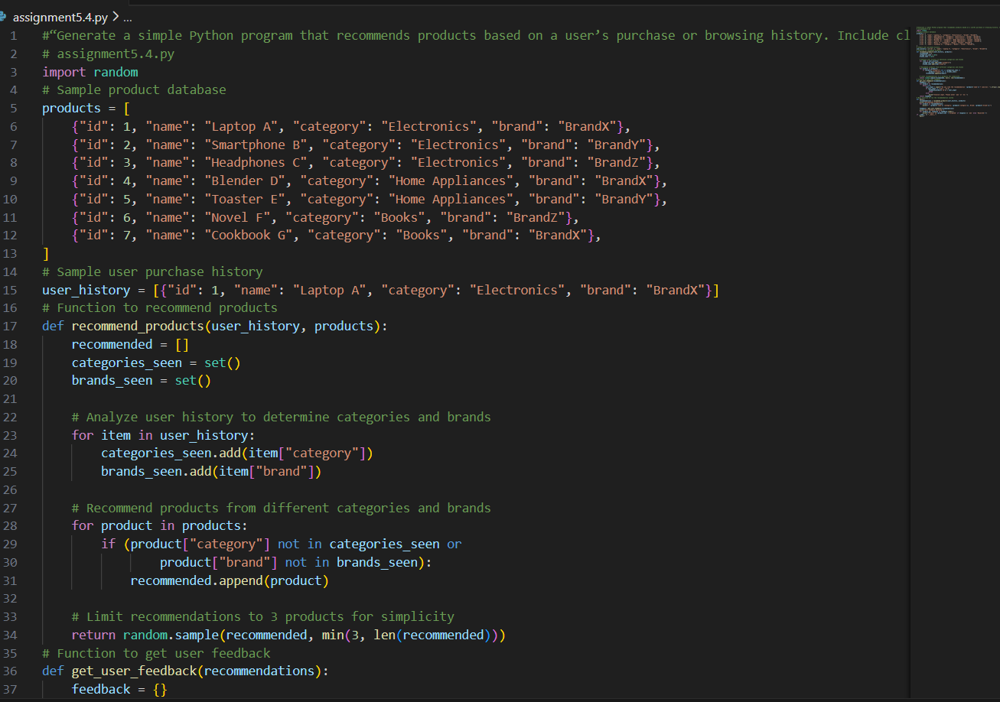 assignment5.4.py > ...
1 #“Generate a simple Python program that recommends products based on a user’s purchase or browsing history. Include cl
2 # assignment5.4.py
3 import random
4 # Sample product database
5 products = [
6     {"id": 1, "name": "Laptop A", "category": "Electronics", "brand": "BrandX"},
7     {"id": 2, "name": "Smartphone B", "category": "Electronics", "brand": "BrandY"},
8     {"id": 3, "name": "Headphones C", "category": "Electronics", "brand": "BrandZ"},
9     {"id": 4, "name": "Blender D", "category": "Home Appliances", "brand": "BrandX"},
10     {"id": 5, "name": "Toaster E", "category": "Home Appliances", "brand": "BrandY"},
11     {"id": 6, "name": "Novel F", "category": "Books", "brand": "BrandZ"},
12     {"id": 7, "name": "Cookbook G", "category": "Books", "brand": "BrandX"},
13 ]
14 # Sample user purchase history
15 user_history = [{"id": 1, "name": "Laptop A", "category": "Electronics", "brand": "BrandX"}]
16 # Function to recommend products
17 def recommend_products(user_history, products):
18     recommended = []
19     categories_seen = set()
20     brands_seen = set()
21
22     # Analyze user history to determine categories and brands
23     for item in user_history:
24         categories_seen.add(item["category"])
25         brands_seen.add(item["brand"])
26
27     # Recommend products from different categories and brands
28     for product in products:
29         if (product["category"] not in categories_seen or
30                 product["brand"] not in brands_seen):
31             recommended.append(product)
32
33     # Limit recommendations to 3 products for simplicity
34     return random.sample(recommended, min(3, len(recommended)))
35 # Function to get user feedback
36 def get_user_feedback(recommendations):
37     feedback = {}